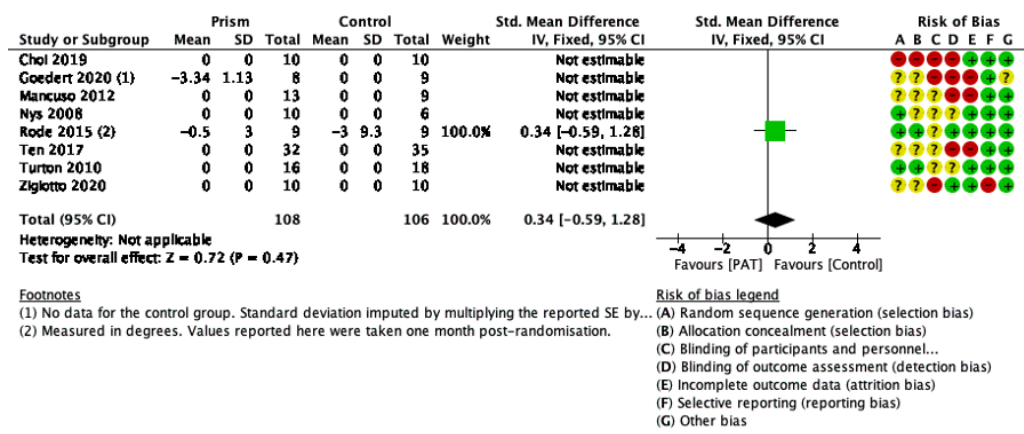 Prism Control Std. Mean Difference Std. Mean Difference Risk of Bias
Study or Subgroup Mean SD Total Mean SD Total Weight IV, Fixed, 95% CI IV, Fixed, 95% CI A B C D E F G
Choi 2019 0 0 10 0 0 10 Not estimable
Goedert 2020 (1) −3.34 1.13 8 0 0 9 Not estimable
Mancuso 2012 0 0 13 0 0 9 Not estimable
Nys 2008 0 0 10 0 0 6 Not estimable
Rode 2015 (2) −0.5 3 9 −3 9.3 9 100.0% 0.34 [−0.59, 1.28]
Ten 2017 0 0 32 0 0 35 Not estimable
Turton 2010 0 0 16 0 0 18 Not estimable
Ziglotto 2020 0 0 10 0 0 10 Not estimable
Total (95% CI) 108 106 100.0% 0.34 [−0.59, 1.28]
Heterogeneity: Not applicable
Test for overall effect: Z = 0.72 (P = 0.47)
−4 −2 0 2 4
Favours [PAT] Favours [Control]
Footnotes
(1) No data for the control group. Standard deviation imputed by multiplying the reported SE by...
(2) Measured in degrees. Values reported here were taken one month post-randomisation.
Risk of bias legend
(A) Random sequence generation (selection bias)
(B) Allocation concealment (selection bias)
(C) Blinding of participants and personnel...
(D) Blinding of outcome assessment (detection bias)
(E) Incomplete outcome data (attrition bias)
(F) Selective reporting (reporting bias)
(G) Other bias